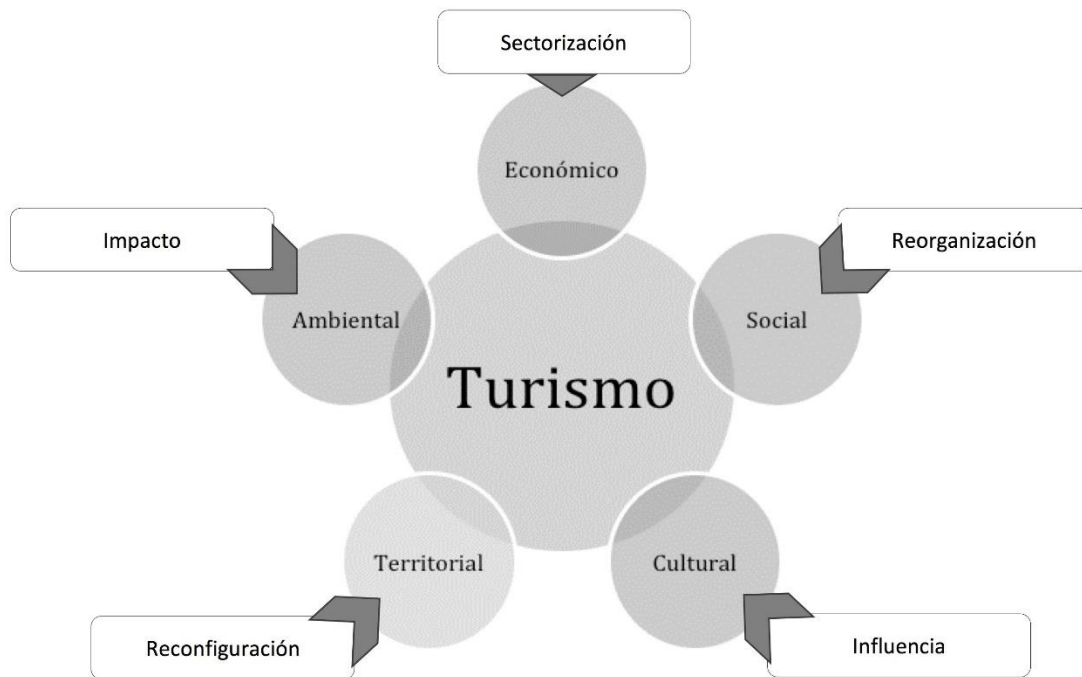 Sectorización
Económico
Impacto
Reorganización
Ambiental
Social
Turismo
Territorial
Cultural
Reconfiguración
Influencia